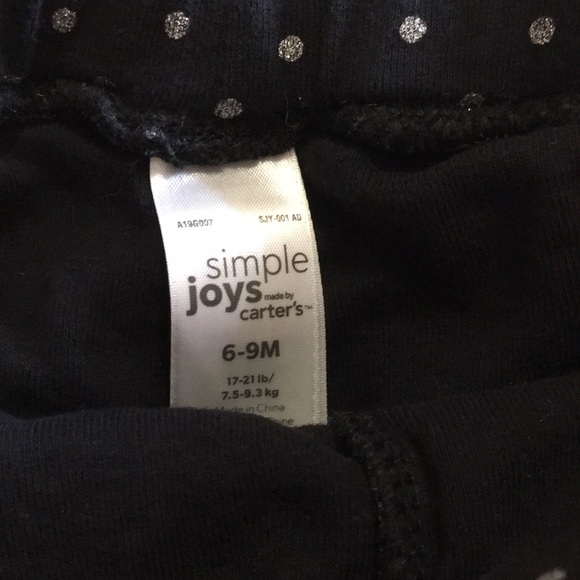 A19G007 SJY-001 AD
simple
joys made by
carter's™
6-9M
17-21 lb/
7.5-9.3 kg
Made in China